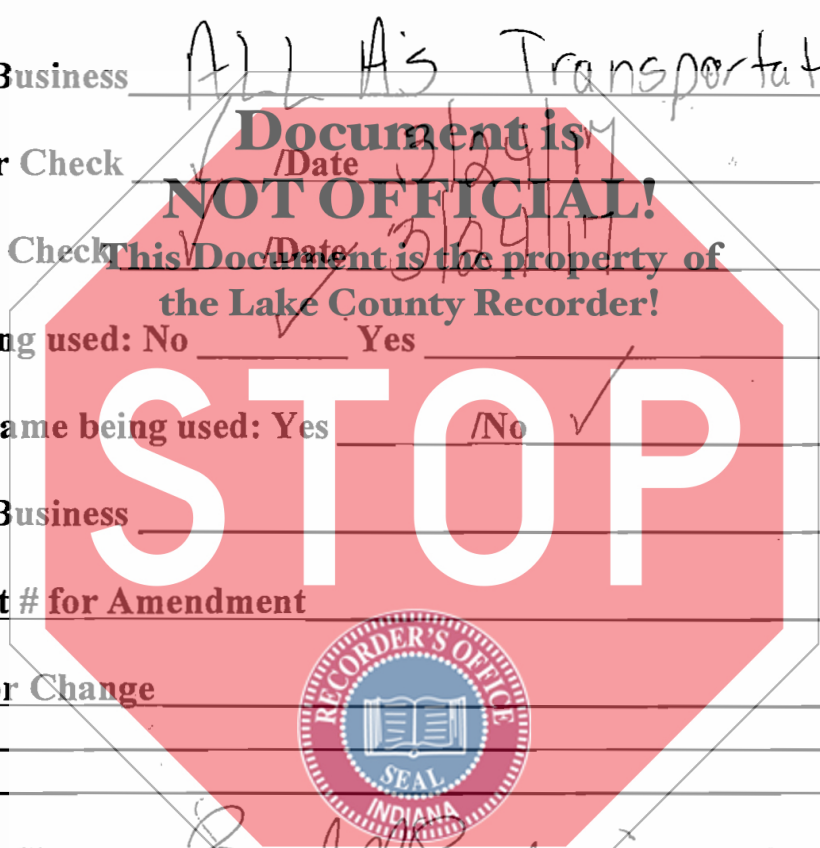 Business ALL A's Transportat
Document is
r Check /Date 3/24/17
NOT OFFICIAL!
Check /Date 3/24/17
This Document is the property of
the Lake County Recorder!
ng used: No Yes
STOP
ame being used: Yes /No
Business
t # for Amendment
r Change
RECORDER'S OFFICE
SEAL
INDIANA